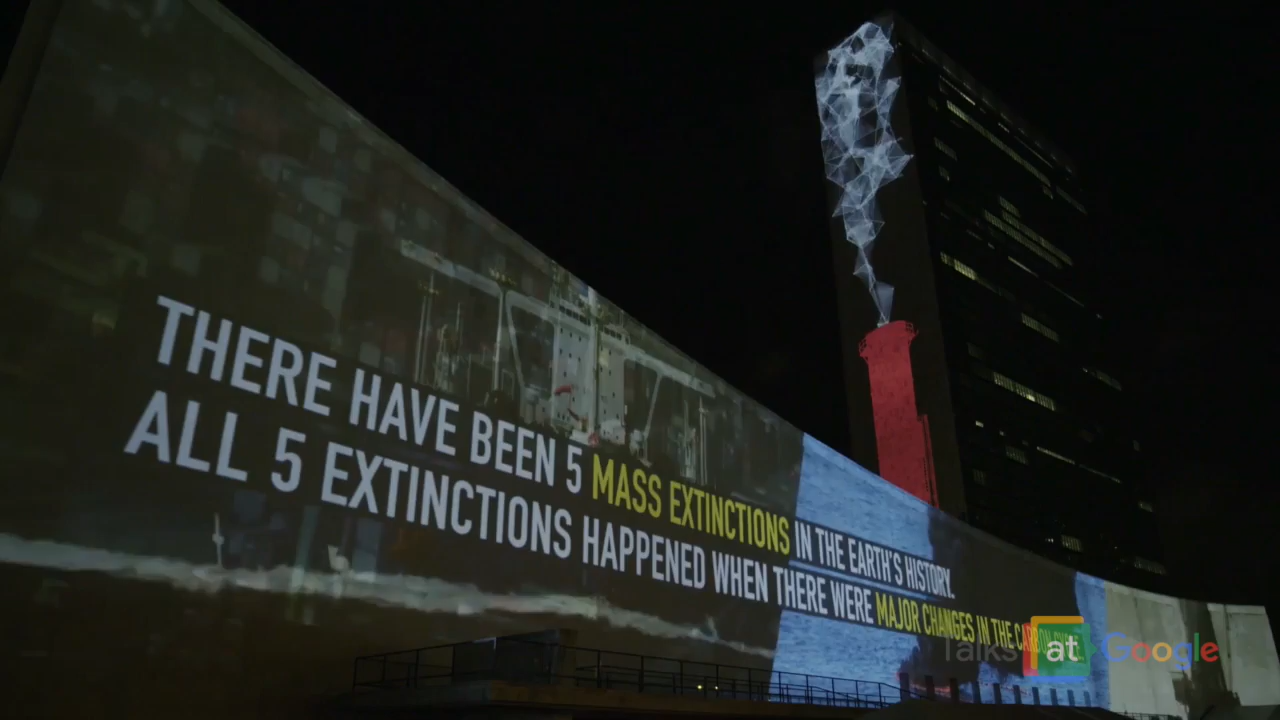 THERE HAVE BEEN 5 MASS EXTINCTIONS IN THE EARTH'S HISTORY.
ALL 5 EXTINCTIONS HAPPENED WHEN THERE WERE MAJOR CHANGES IN THE CARBON
Talks at Google